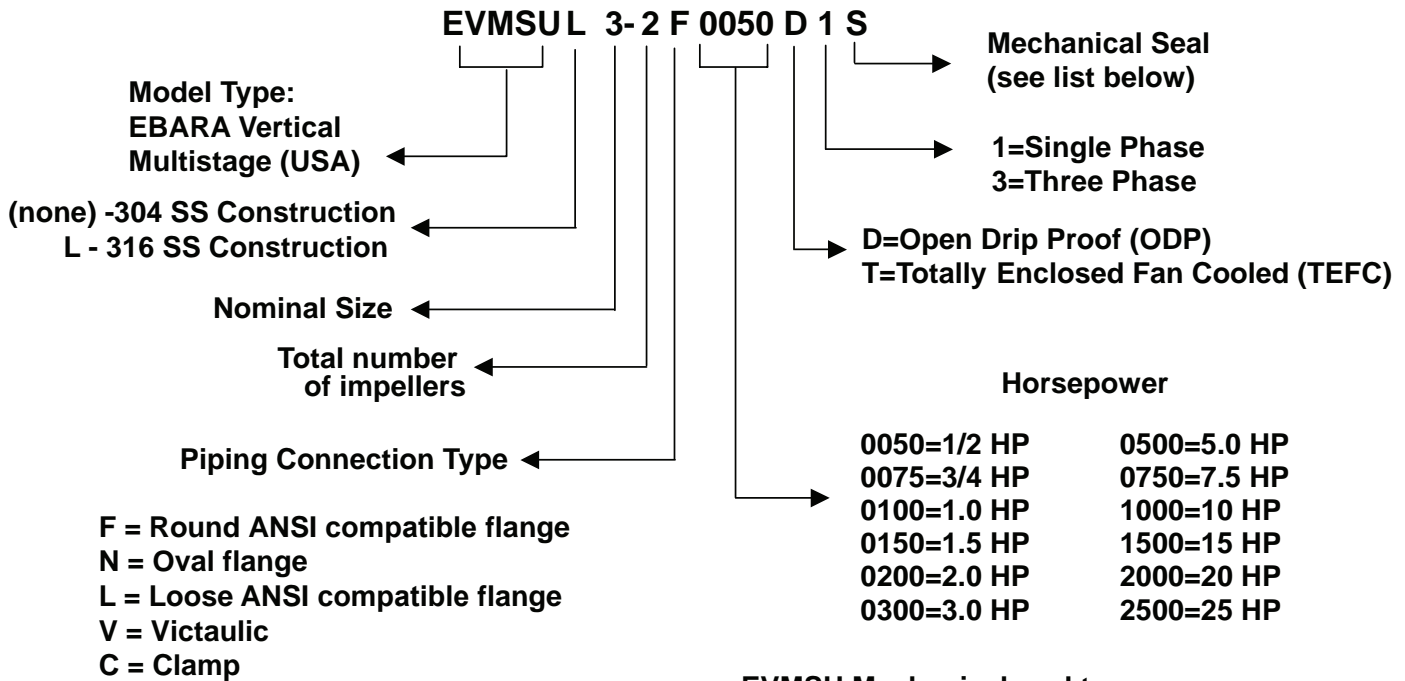 EVMSU L 3- 2 F 0050 D 1 S
Mechanical Seal
(see list below)
Model Type:
EBARA Vertical
Multistage (USA)
1=Single Phase
3=Three Phase
(none) -304 SS Construction
L - 316 SS Construction
D=Open Drip Proof (ODP)
T=Totally Enclosed Fan Cooled (TEFC)
Nominal Size
Total number
of impellers
Piping Connection Type
F = Round ANSI compatible flange
N = Oval flange
L = Loose ANSI compatible flange
V = Victaulic
C = Clamp
Horsepower
0050=1/2 HP 0500=5.0 HP
0075=3/4 HP 0750=7.5 HP
0100=1.0 HP 1000=10 HP
0150=1.5 HP 1500=15 HP
0200=2.0 HP 2000=20 HP
0300=3.0 HP 2500=25 HP